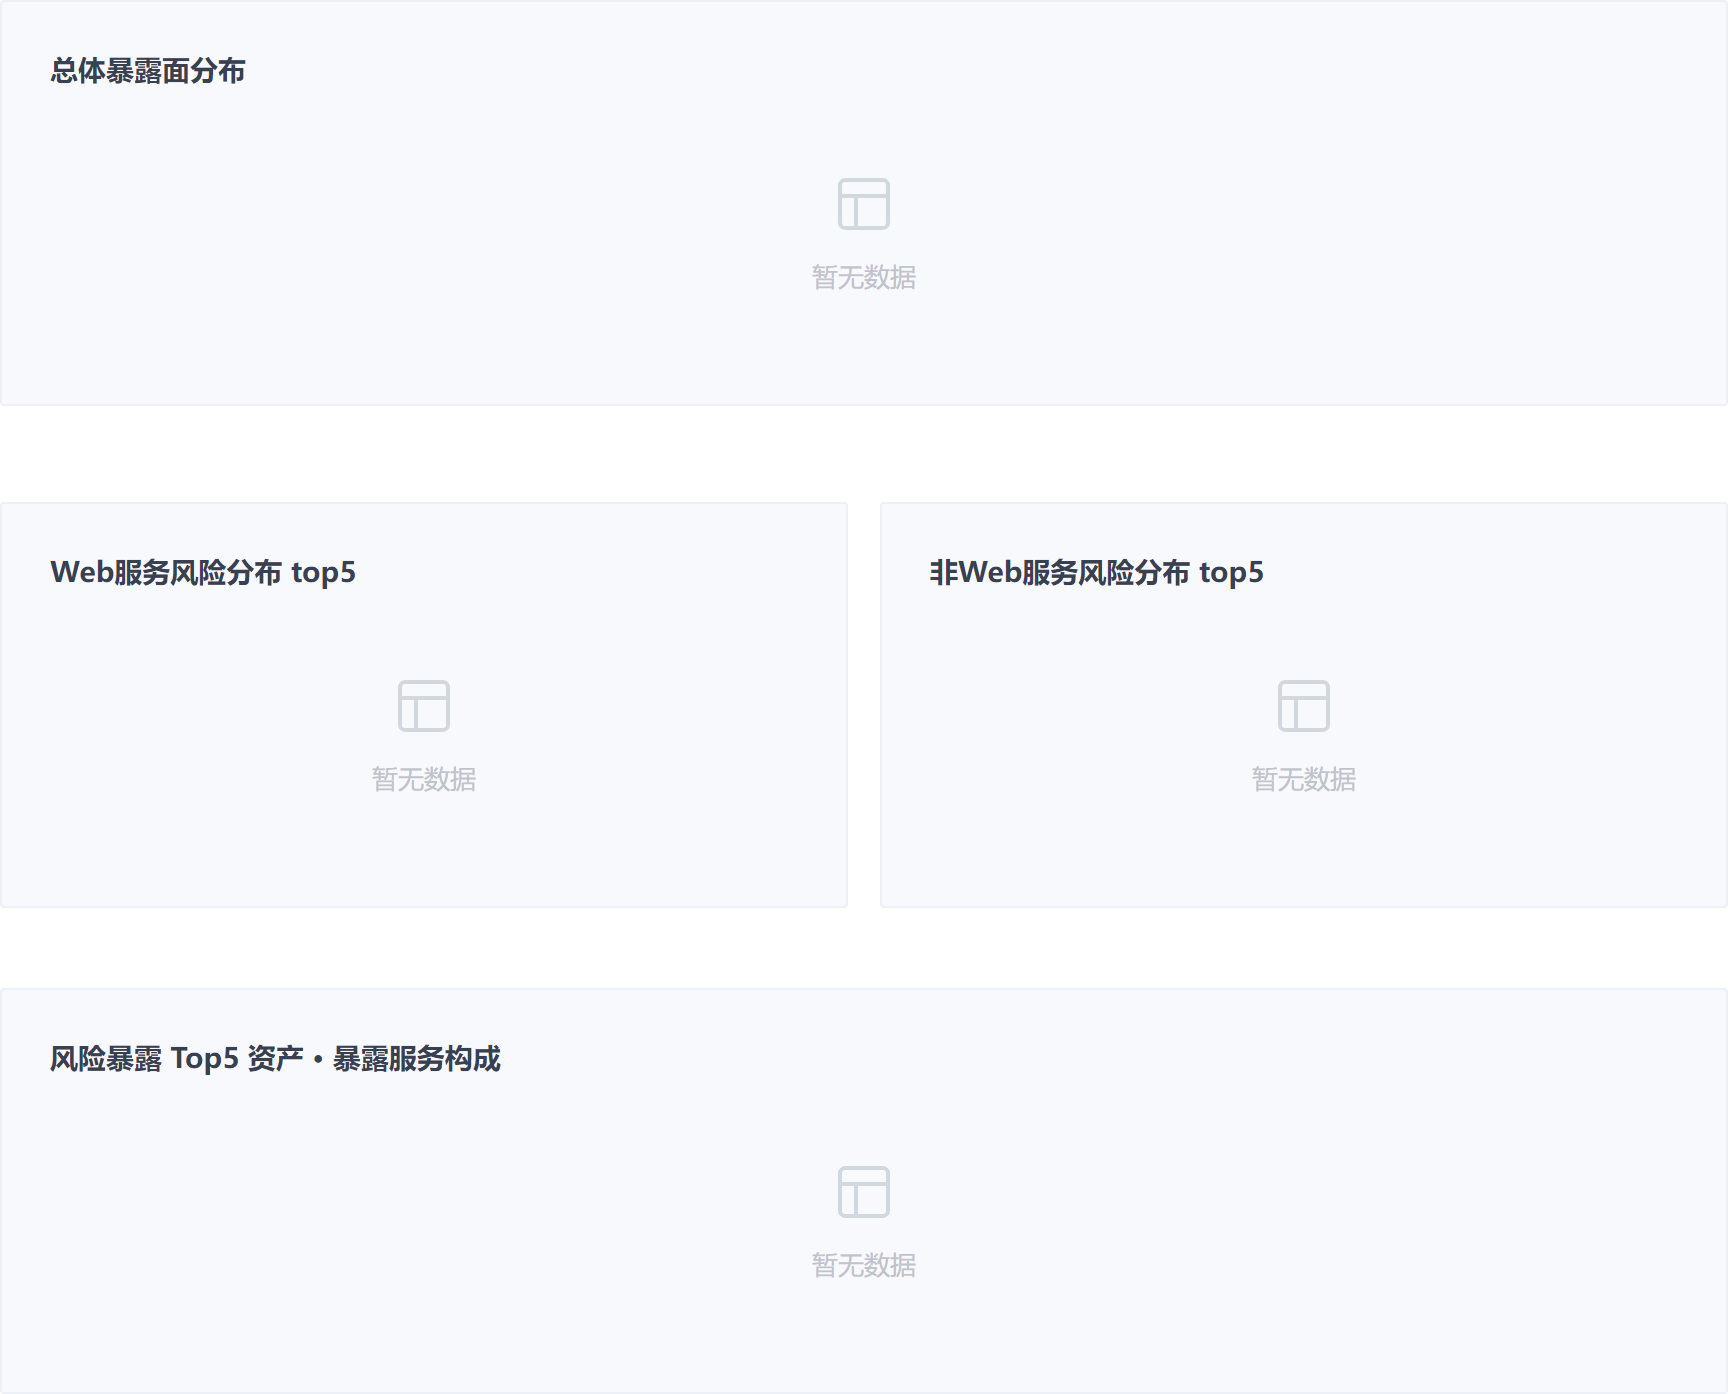 总体暴露面分布
暂无数据
Web服务风险分布 top5
暂无数据
非Web服务风险分布 top5
暂无数据
风险暴露 Top5 资产 • 暴露服务构成
暂无数据